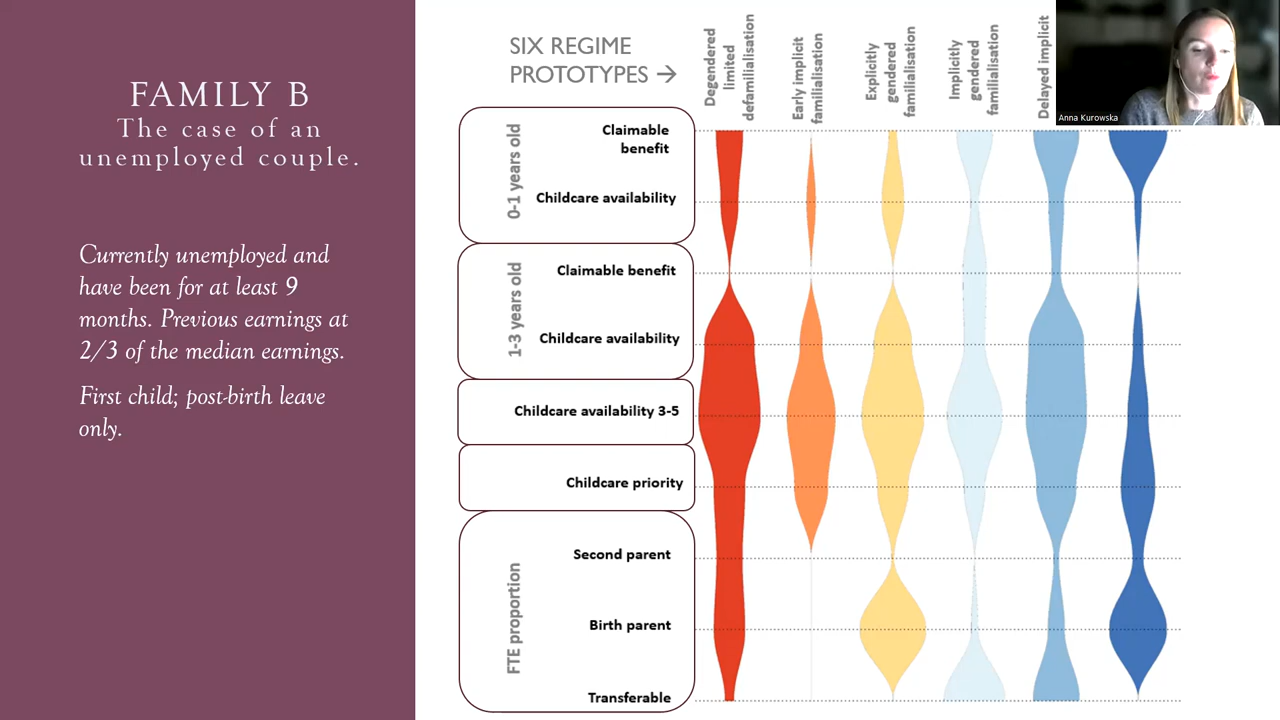 FAMILY B
The case of an
unemployed couple.
Currently unemployed and
have been for at least 9
months. Previous earnings at
2/3 of the median earnings.
First child; post-birth leave
only.
SIX REGIME
PROTOTYPES →
Degendered
limited
defamilialisation
Early implicit
familialisation
Explicitly
gendered
familialisation
Implicitly
gendered
familialisation
Delayed implicit
Anna Kurowska
0-1 years old
Claimable
benefit
Childcare availability
1-3 years old
Claimable benefit
Childcare availability
Childcare availability 3-5
Childcare priority
FTE proportion
Second parent
Birth parent
Transferable